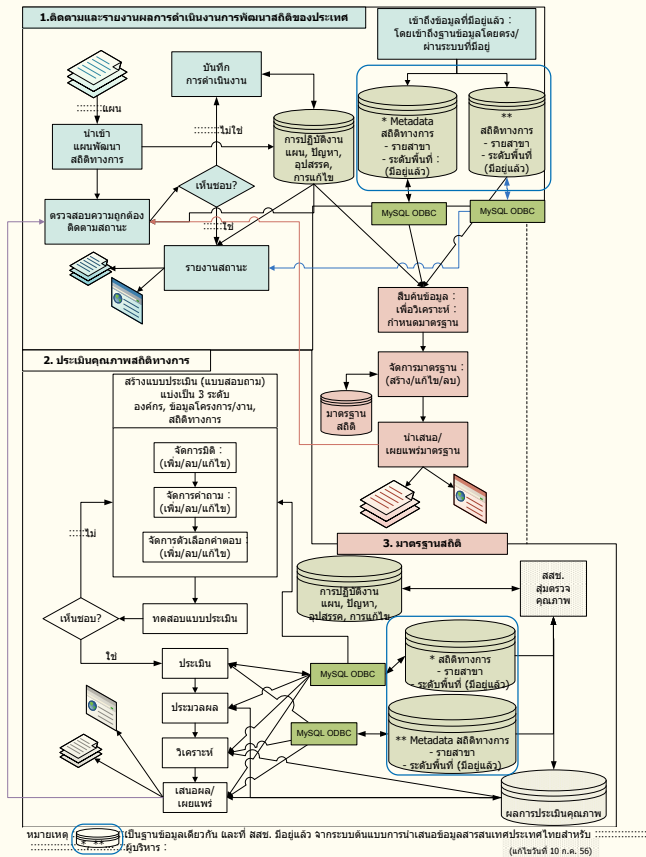 1.ติดตามและรายงานผลการดำเนินงานการพัฒนาสถิติของประเทศ
เข้าถึงข้อมูลที่มีอยู่แล้ว :
โดยเข้าถึงฐานข้อมูลโดยตรง/
ผ่านระบบที่มีอยู่
บันทึก
การดำเนินงาน
แผน
ไม่ใช่
นำเข้า
แผนพัฒนา
สถิติทางการ
การปฏิบัติงาน
แผน, ปัญหา,
อุปสรรค,
การแก้ไข
* Metadata
สถิติทางการ
- รายสาขา
- ระดับพื้นที่ :
(มีอยู่แล้ว)
**
สถิติทางการ
- รายสาขา
- ระดับพื้นที่
(มีอยู่แล้ว)
เห็นชอบ?
MySQL ODBC
MySQL ODBC
ตรวจสอบความถูกต้อง
ติดตามสถานะ
ใช่
รายงานสถานะ
สืบค้นข้อมูล :
เพื่อวิเคราะห์ :
กำหนดมาตรฐาน
2. ประเมินคุณภาพสถิติทางการ
จัดการมาตรฐาน :
(สร้าง/แก้ไข/ลบ)
สร้างแบบประเมิน (แบบสอบถาม)
แบ่งเป็น 3 ระดับ
องค์กร, ข้อมูลโครงการ/งาน,
สถิติทางการ
มาตรฐาน
สถิติ
นำเสนอ/
เผยแพร่มาตรฐาน
จัดการมิติ :
(เพิ่ม/ลบ/แก้ไข)
จัดการคำถาม :
(เพิ่ม/ลบ/แก้ไข)
ไม่
จัดการตัวเลือกคำตอบ :
(เพิ่ม/ลบ/แก้ไข)
3. มาตรฐานสถิติ
การปฏิบัติงาน
แผน, ปัญหา,
อุปสรรค, การแก้ไข
สสช.
สุ่มตรวจ
คุณภาพ
เห็นชอบ?
ทดสอบแบบประเมิน
ใช่
ประเมิน
MySQL ODBC
* สถิติทางการ
- รายสาขา
- ระดับพื้นที่ (มีอยู่แล้ว)
ประมวลผล
MySQL ODBC
** Metadata สถิติทางการ
- รายสาขา
- ระดับพื้นที่ (มีอยู่แล้ว)
วิเคราะห์
เสนอผล/
เผยแพร่
ผลการประเมินคุณภาพ
หมายเหตุ *, ** เป็นฐานข้อมูลเดียวกัน และที่ สสช. มีอยู่แล้ว จากระบบต้นแบบการนำเสนอข้อมูลสารสนเทศประเทศไทยสำหรับ
ผู้บริหาร :
(แก้ไขวันที่ 10 ก.ค. 56)